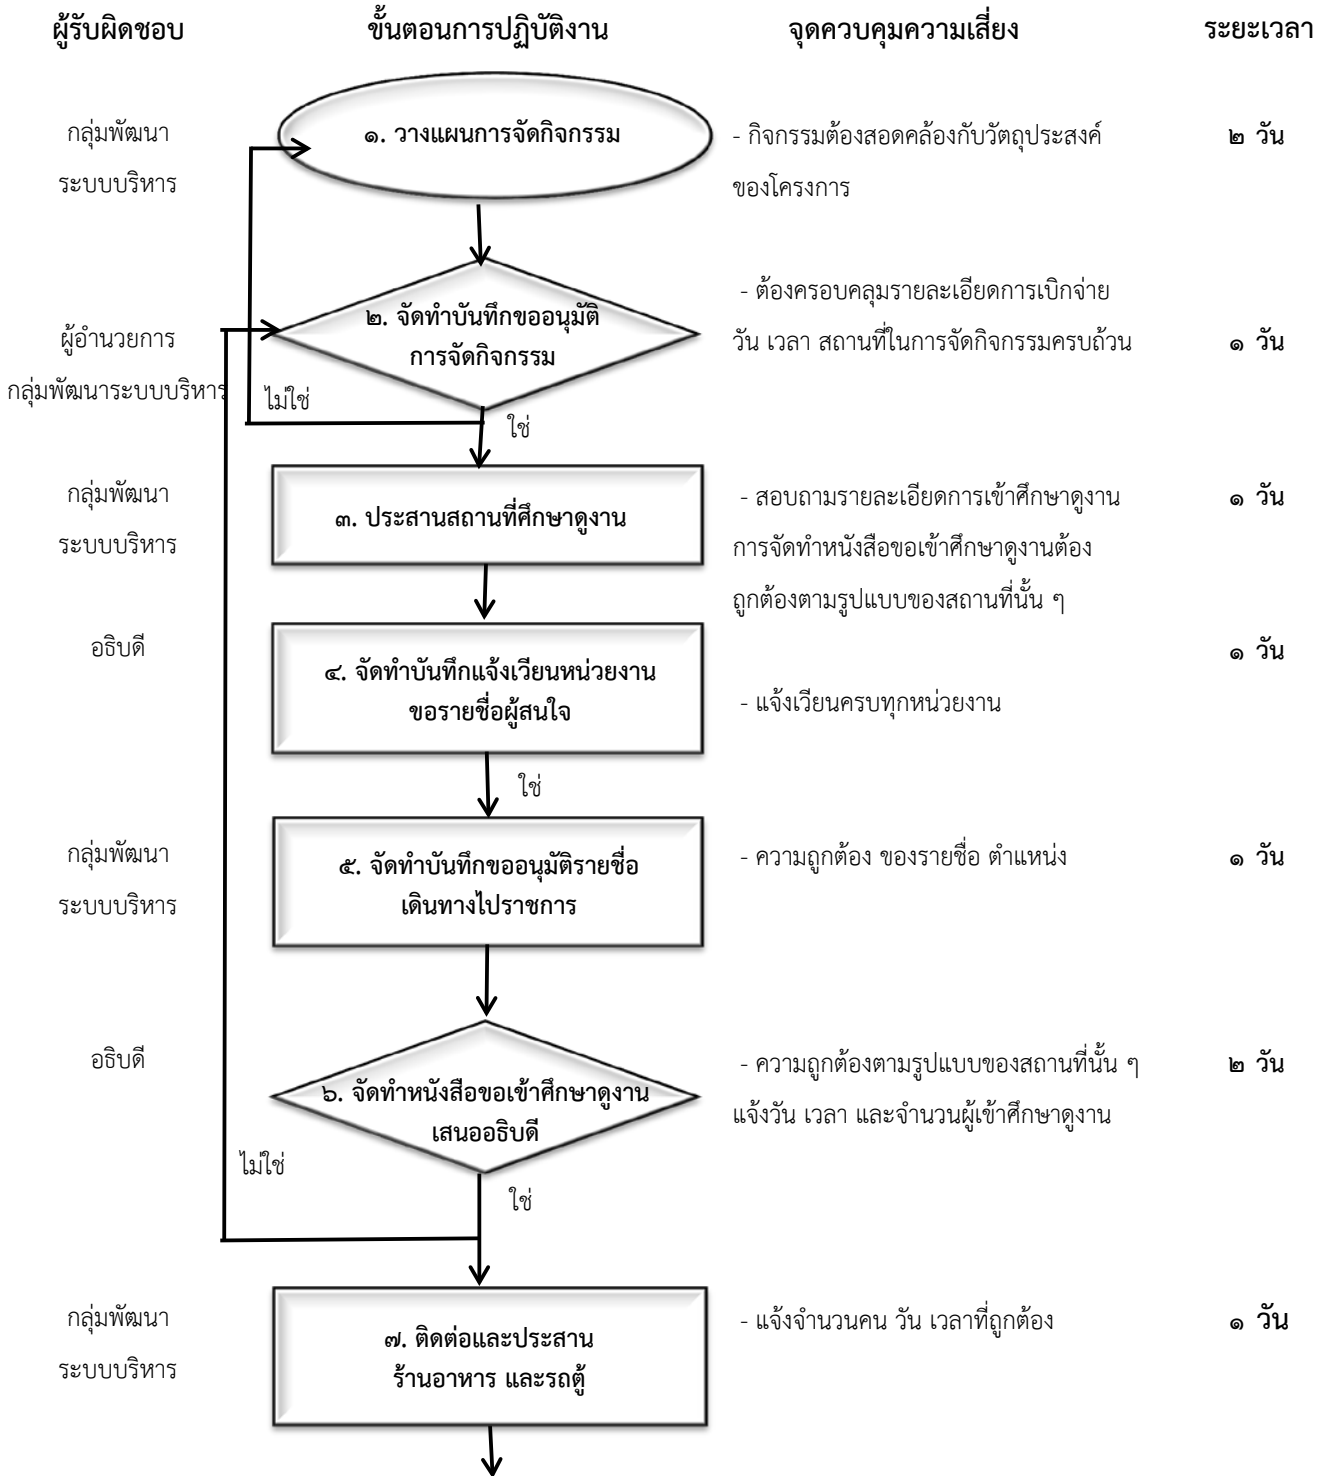 ผู้รับผิดชอบ ขั้นตอนการปฏิบัติงาน จุดควบคุมความเสี่ยง ระยะเวลา
กลุ่มพัฒนา
ระบบบริหาร
๑. วางแผนการจัดกิจกรรม
- กิจกรรมต้องสอดคล้องกับวัตถุประสงค์
ของโครงการ
๒ วัน
ผู้อำนวยการ
กลุ่มพัฒนาระบบบริหาร
๒. จัดทำบันทึกขออนุมัติ
การจัดกิจกรรม
- ต้องครอบคลุมรายละเอียดการเบิกจ่าย
วัน เวลา สถานที่ในการจัดกิจกรรมครบถ้วน
๑ วัน
ไม่ใช่
ใช่
กลุ่มพัฒนา
ระบบบริหาร
๓. ประสานสถานที่ศึกษาดูงาน
- สอบถามรายละเอียดการเข้าศึกษาดูงาน
การจัดทำหนังสือขอเข้าศึกษาดูงานต้อง
ถูกต้องตามรูปแบบของสถานที่นั้น ๆ
๑ วัน
อธิบดี
๔. จัดทำบันทึกแจ้งเวียนหน่วยงาน
ขอรายชื่อผู้สนใจ
- แจ้งเวียนครบทุกหน่วยงาน
๑ วัน
ใช่
กลุ่มพัฒนา
ระบบบริหาร
๕. จัดทำบันทึกขออนุมัติรายชื่อ
เดินทางไปราชการ
- ความถูกต้อง ของรายชื่อ ตำแหน่ง
๑ วัน
อธิบดี
๖. จัดทำหนังสือขอเข้าศึกษาดูงาน
เสนออธิบดี
- ความถูกต้องตามรูปแบบของสถานที่นั้น ๆ
แจ้งวัน เวลา และจำนวนผู้เข้าศึกษาดูงาน
๒ วัน
ไม่ใช่
ใช่
กลุ่มพัฒนา
ระบบบริหาร
๗. ติดต่อและประสาน
ร้านอาหาร และรถตู้
- แจ้งจำนวนคน วัน เวลาที่ถูกต้อง
๑ วัน